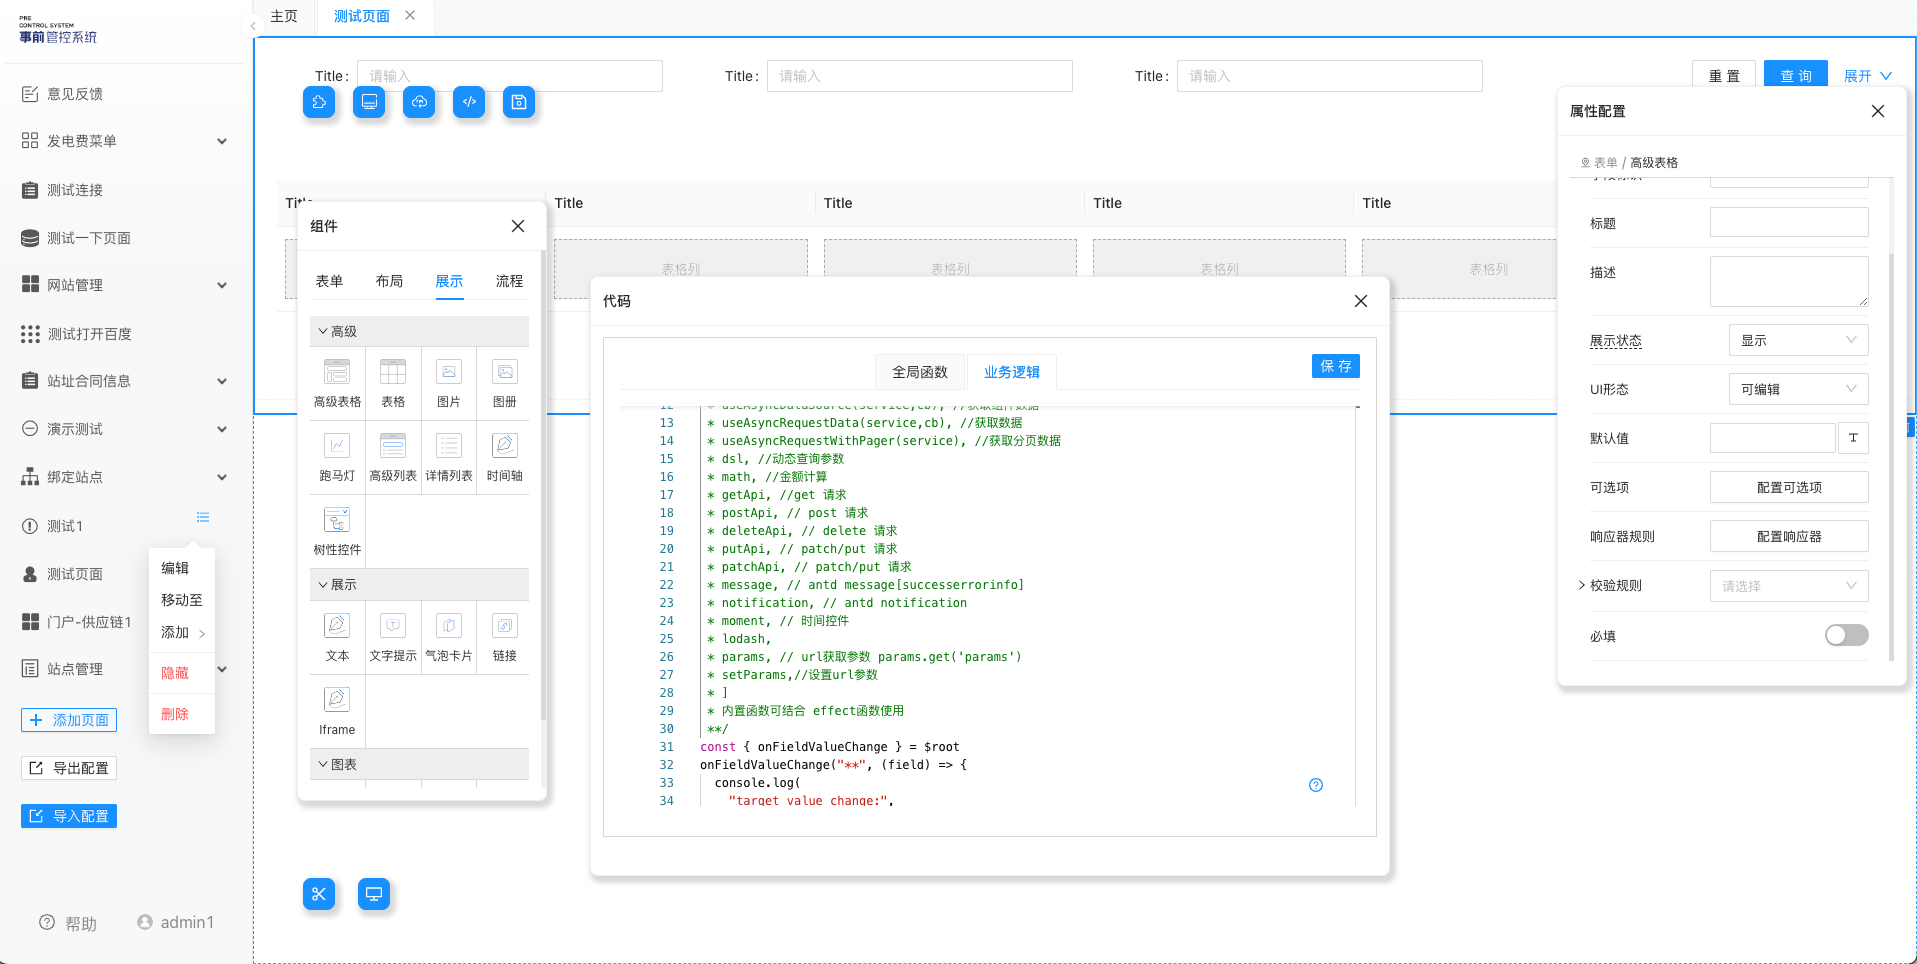 PRE
CONTROL SYSTEM
事前管控系统
意见反馈
发电费菜单
测试连接
测试一下页面
网站管理
测试打开百度
站址合同信息
演示测试
绑定站点
测试1
测试页面
门户-供应链1
站点管理
编辑
移动至
添加
隐藏
删除
添加页面
导出配置
导入配置
帮助
admin1
主页
测试页面
Title :
请输入
Title :
请输入
Title :
请输入
重 置
查 询
展开
Title
Title
Title
Title
表格列
表格列
表格列
表格列
组件
表单
布局
展示
流程
高级
高级表格
表格
图片
图册
跑马灯
高级列表
详情列表
时间轴
树性控件
展示
文本
文字提示
气泡卡片
链接
Iframe
图表
代码
全局函数
业务逻辑
保 存
12 * useAsyncDataSource(service,cb), //获取组件数据
13 * useAsyncRequestData(service,cb), //获取数据
14 * useAsyncRequestWithPager(service), //获取分页数据
15 * dsl, //动态查询参数
16 * math, //金额计算
17 * getApi, //get 请求
18 * postApi, // post 请求
19 * deleteApi, // delete 请求
20 * putApi, // patch/put 请求
21 * patchApi, // patch/put 请求
22 * message, // antd message[successerrorinfo]
23 * notification, // antd notification
24 * moment, // 时间控件
25 * lodash,
26 * params, // url获取参数 params.get('params')
27 * setParams,//设置url参数
28 * ]
29 * 内置函数可结合 effect函数使用
30 **/
31 const { onFieldValueChange } = $root
32 onFieldValueChange("**", (field) => {
33 console.log(
34 "target value change:",
属性配置
表单 / 高级表格
标题
描述
展示状态
显示
UI形态
可编辑
默认值
可选项
配置可选项
响应器规则
配置响应器
校验规则
请选择
必填